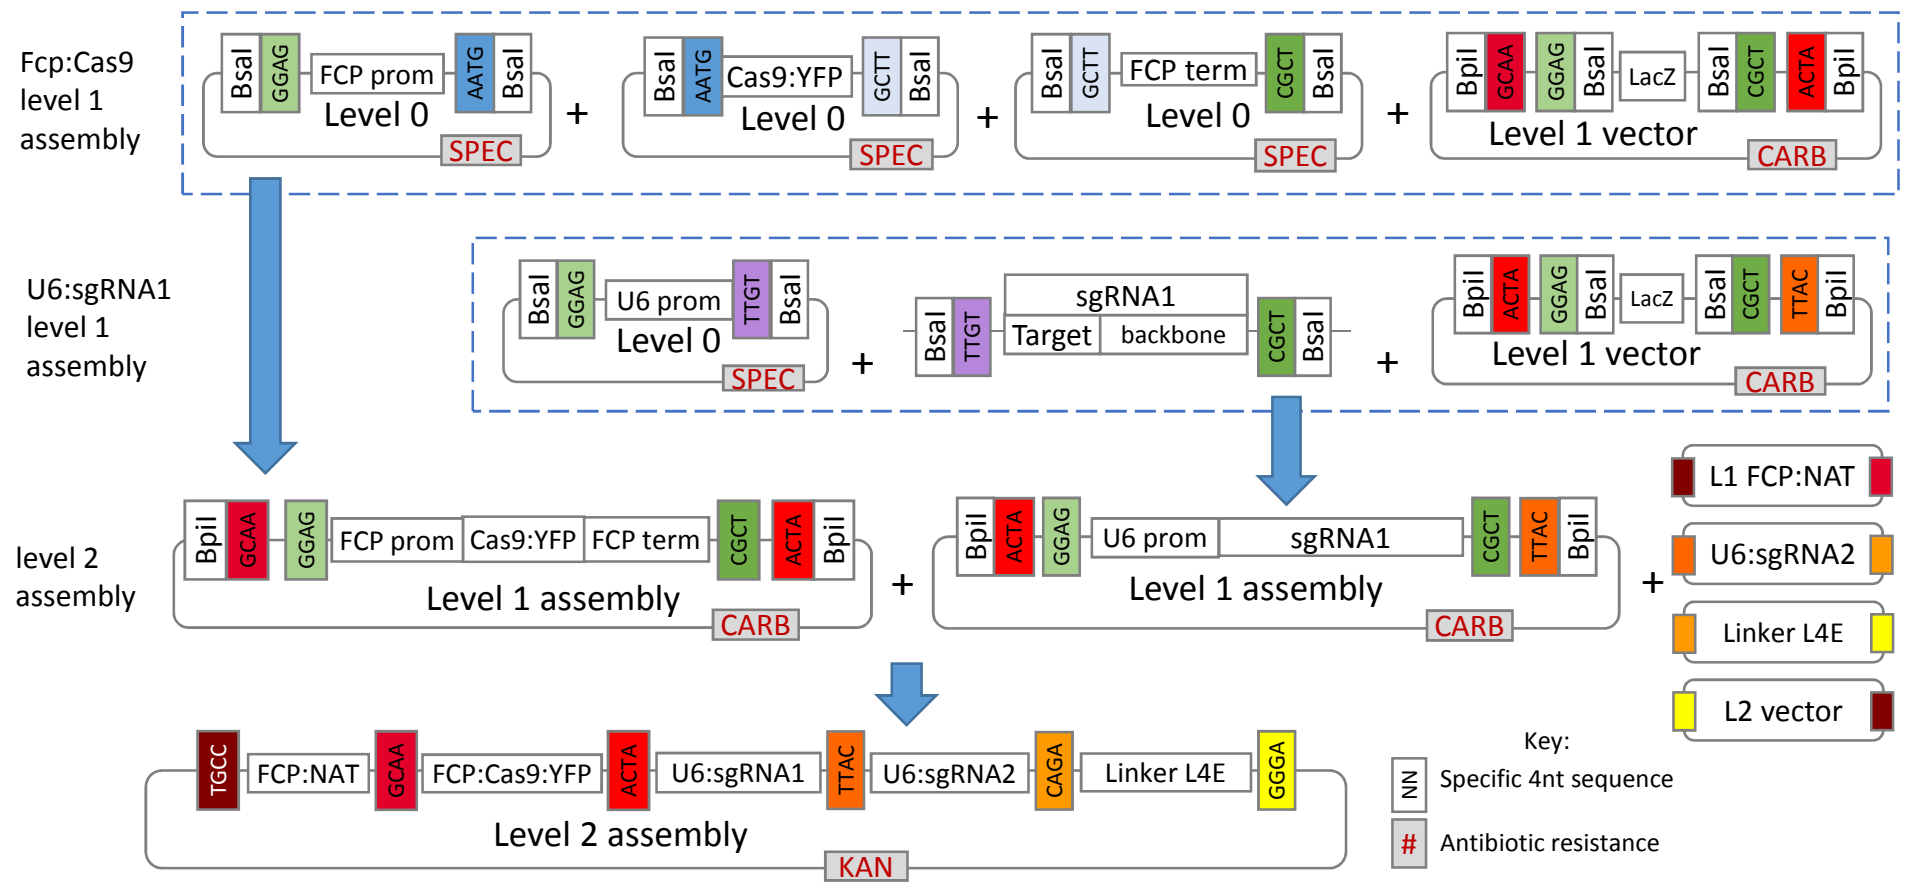 Fcp:Cas9
level 1
assembly
BsaI GGAG FCP prom AATG BsaI
Level 0
SPEC
+
BsaI AATG Cas9:YFP GCTT BsaI
Level 0
SPEC
+
BsaI GCTT FCP term CGCT BsaI
Level 0
SPEC
+
BpiI GCAA GGAG BsaI LacZ BsaI CGCT ACTA BpiI
Level 1 vector
CARB
U6:sgRNA1
level 1
assembly
BsaI GGAG U6 prom TTGT BsaI
Level 0
SPEC
+
sgRNA1
BsaI TTGT Target backbone CGCT BsaI
+
BpiI ACTA GGAG BsaI LacZ BsaI CGCT TTAC BpiI
Level 1 vector
CARB
level 2
assembly
BpiI GCAA GGAG FCP prom Cas9:YFP FCP term CGCT ACTA BpiI
Level 1 assembly
CARB
+
BpiI ACTA GGAG U6 prom sgRNA1 CGCT TTAC BpiI
Level 1 assembly
CARB
+
L1 FCP:NAT
U6:sgRNA2
Linker L4E
L2 vector
TGCC FCP:NAT GCAA FCP:Cas9:YFP ACTA U6:sgRNA1 TTAC U6:sgRNA2 CAGA Linker L4E GGGA
Level 2 assembly
KAN
Key:
NN Specific 4nt sequence
# Antibiotic resistance